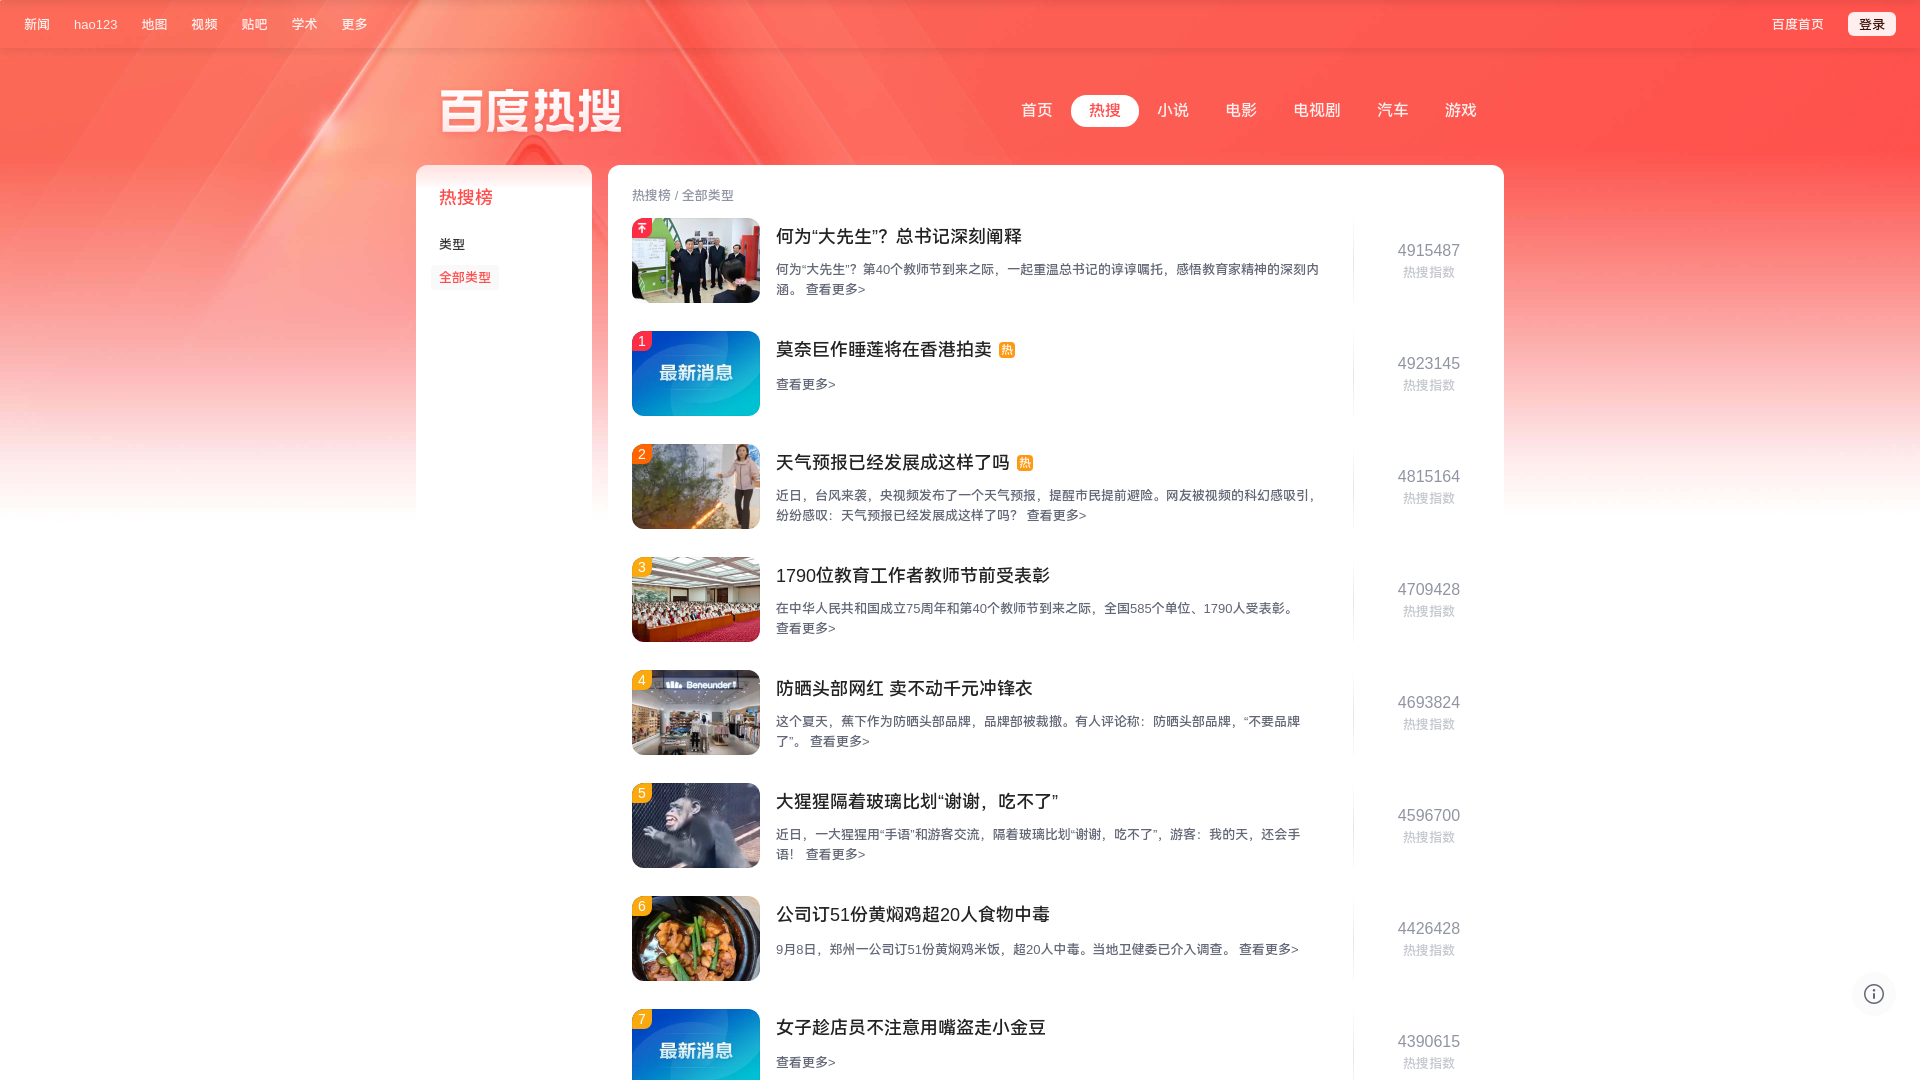 新闻 hao123 地图 视频 贴吧 学术 更多 百度首页 登录
百度热搜
首页 热搜 小说 电影 电视剧 汽车 游戏
热搜榜
类型
全部类型
热搜榜 / 全部类型
何为“大先生”？总书记深刻阐释
何为“大先生”？第40个教师节到来之际，一起重温总书记的谆谆嘱托，感悟教育家精神的深刻内
涵。 查看更多>
4915487
热搜指数
1
最新消息
莫奈巨作睡莲将在香港拍卖 热
查看更多>
4923145
热搜指数
2
天气预报已经发展成这样了吗 热
近日，台风来袭，央视频发布了一个天气预报，提醒市民提前避险。网友被视频的科幻感吸引，
纷纷感叹：天气预报已经发展成这样了吗？ 查看更多>
4815164
热搜指数
3
1790位教育工作者教师节前受表彰
在中华人民共和国成立75周年和第40个教师节到来之际，全国585个单位、1790人受表彰。
查看更多>
4709428
热搜指数
4
Beneunder
防晒头部网红 卖不动千元冲锋衣
这个夏天，蕉下作为防晒头部品牌，品牌部被裁撤。有人评论称：防晒头部品牌，“不要品牌
了”。 查看更多>
4693824
热搜指数
5
大猩猩隔着玻璃比划“谢谢，吃不了”
近日，一大猩猩用“手语”和游客交流，隔着玻璃比划“谢谢，吃不了”，游客：我的天，还会手
语！ 查看更多>
4596700
热搜指数
6
公司订51份黄焖鸡超20人食物中毒
9月8日，郑州一公司订51份黄焖鸡米饭，超20人中毒。当地卫健委已介入调查。 查看更多>
4426428
热搜指数
7
最新消息
女子趁店员不注意用嘴盗走小金豆
查看更多>
4390615
热搜指数